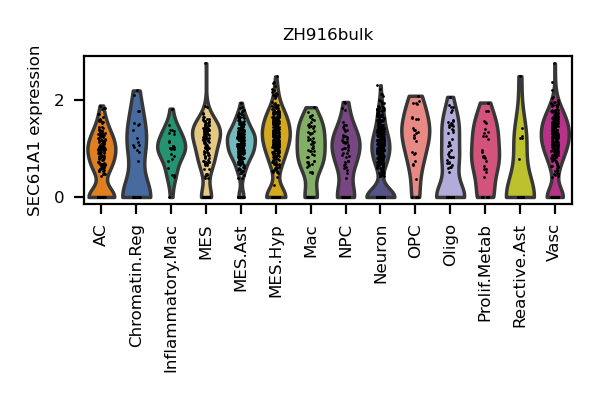 ZH916bulk
SEC61A1 expression
2
0
AC
Chromatin.Reg
Inflammatory.Mac
MES
MES.Ast
MES.Hyp
Mac
NPC
Neuron
OPC
Oligo
Prolif.Metab
Reactive.Ast
Vasc